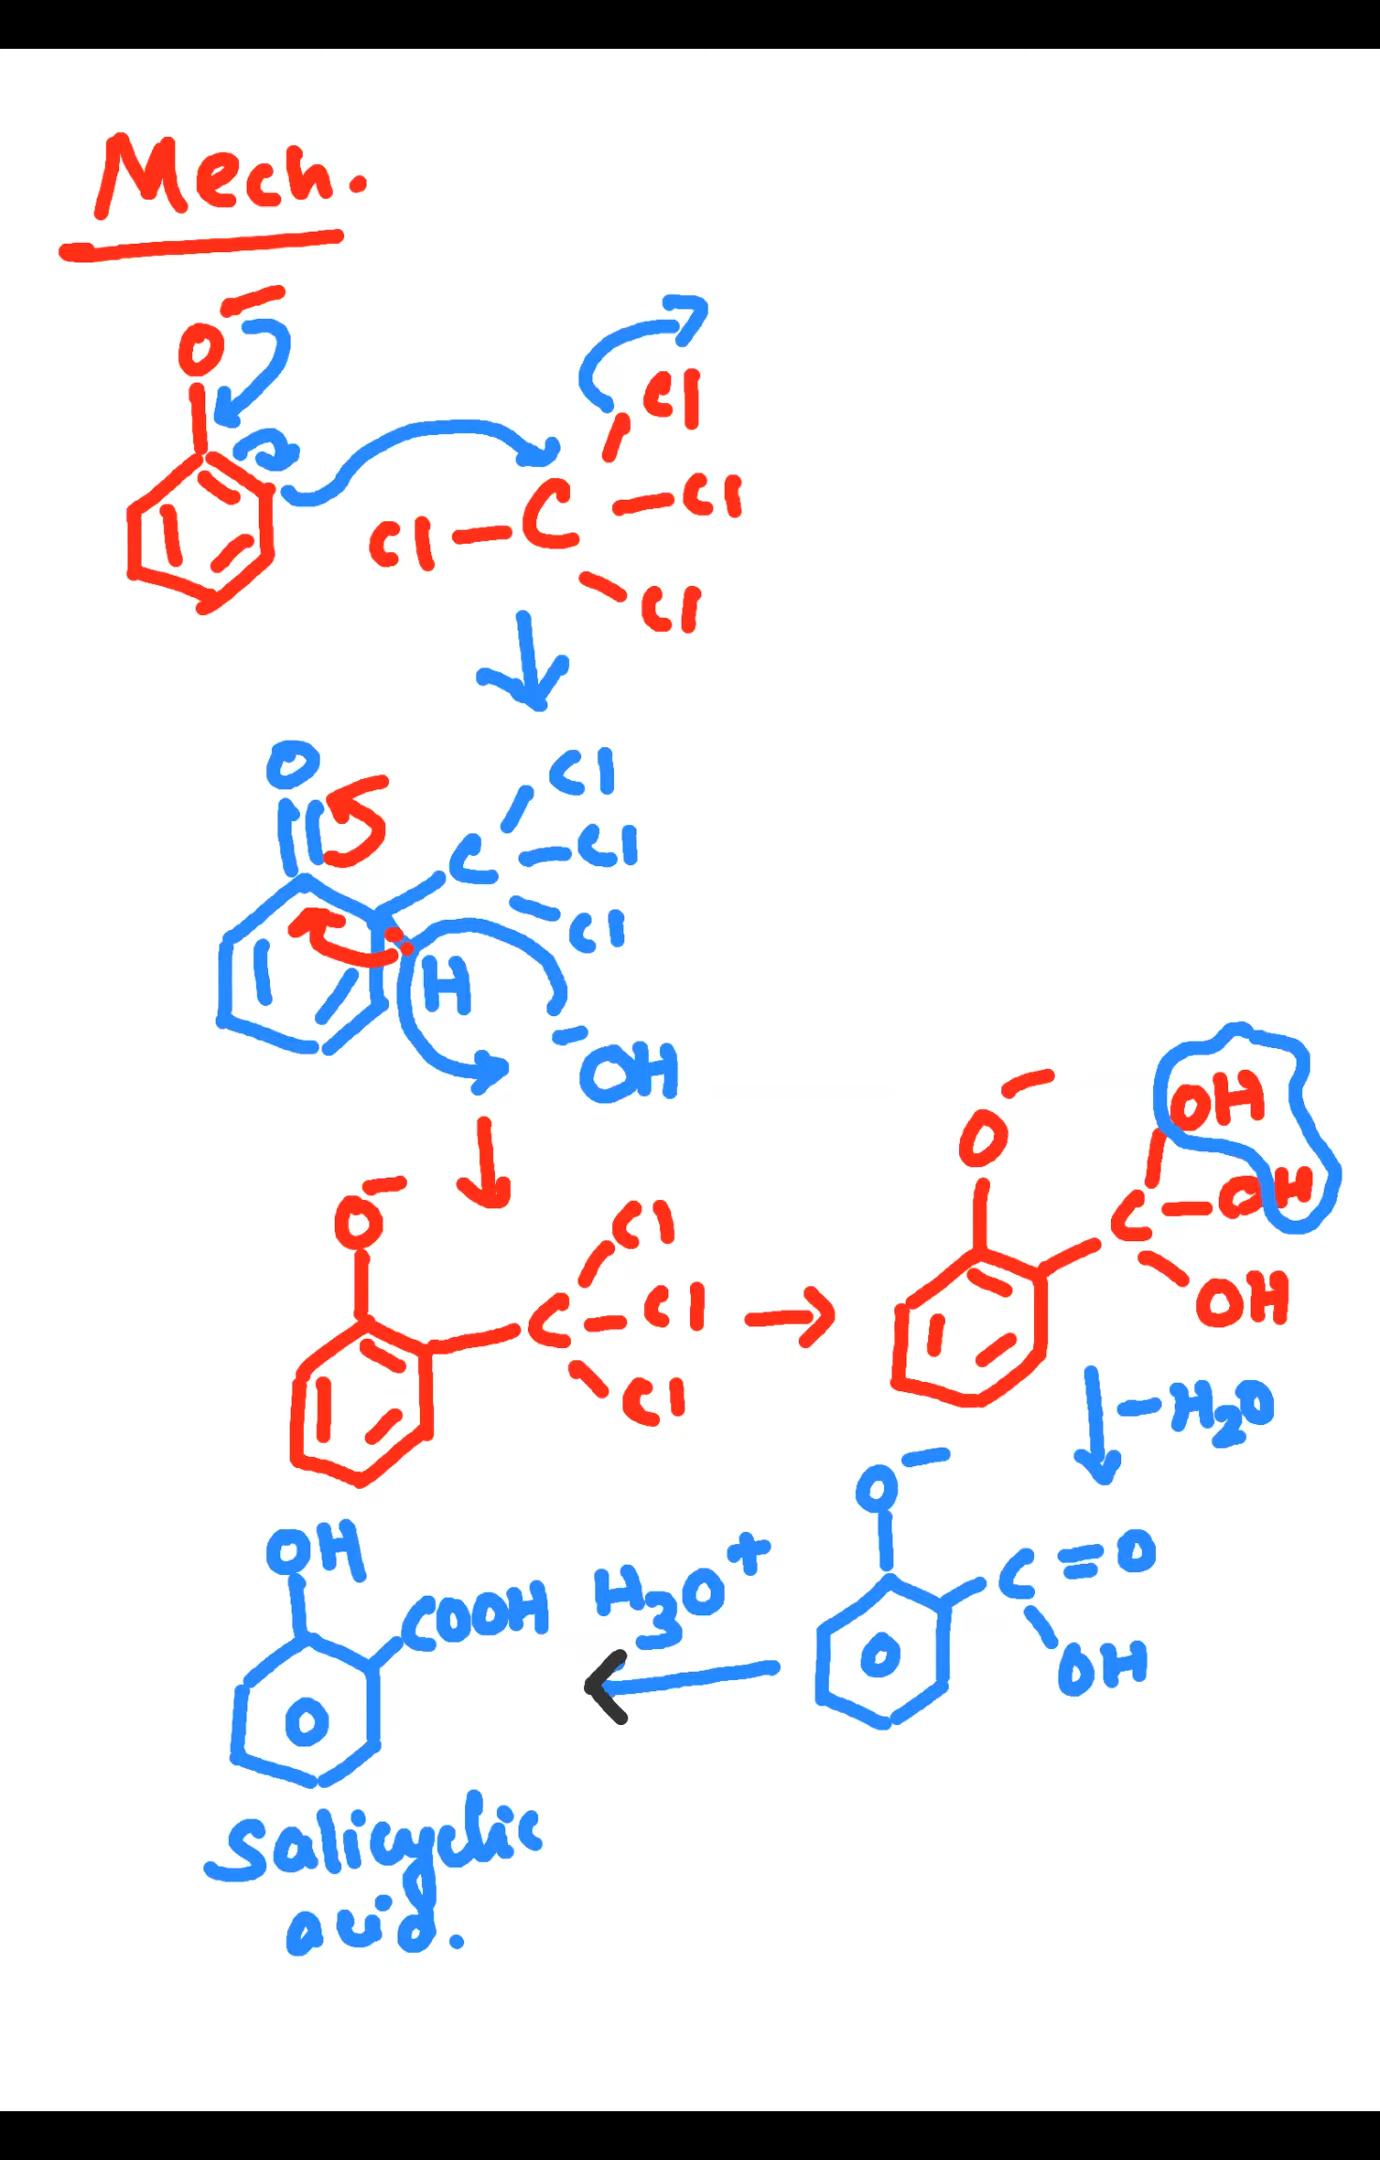 Mech.
O⁻
Cl
Cl–C–Cl
Cl
O
Cl
C–Cl
Cl
H
⁻OH
O⁻
Cl
C–Cl
Cl
O⁻
OH
C–OH
OH
–H₂O
O⁻
C=O
OH
H₃O⁺
OH
COOH
Salicyclic
acid.